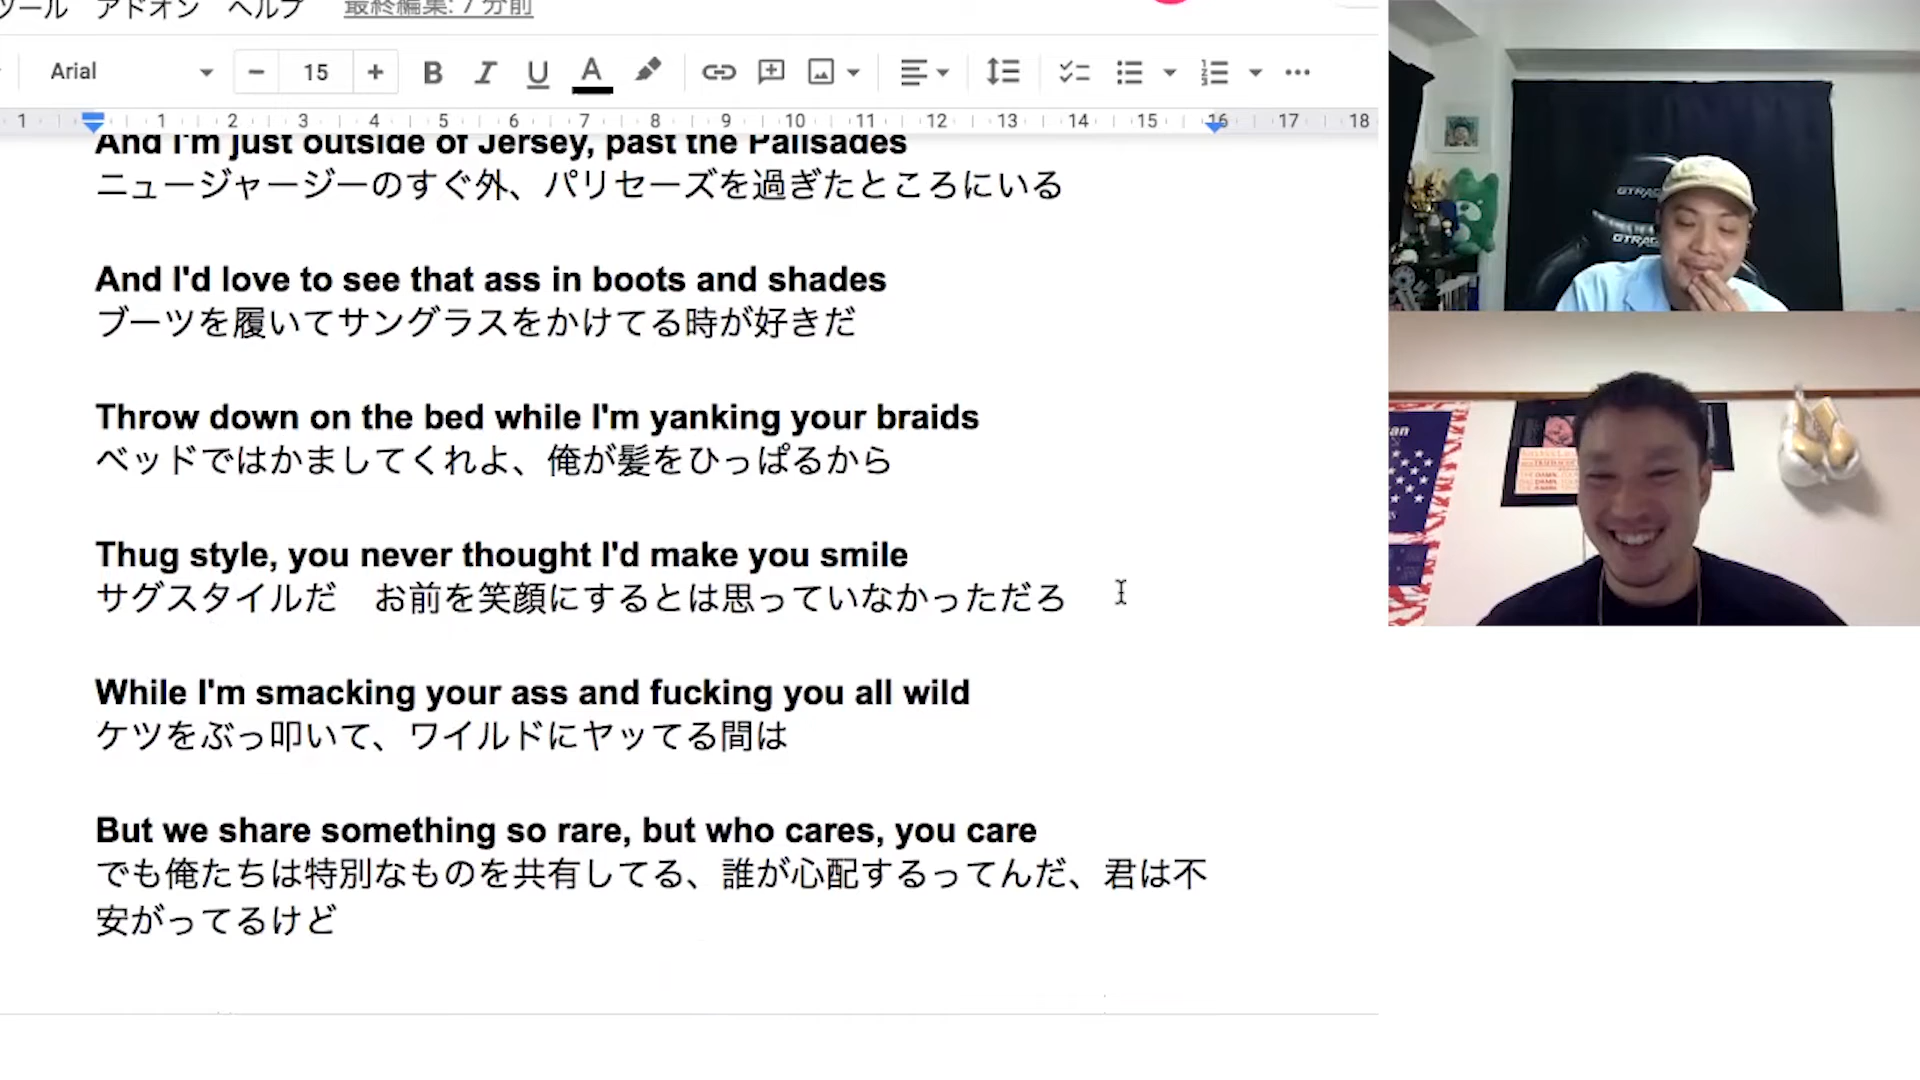 ツール アドオン ヘルプ 最終編集: 7 分前
Arial 15 B I U A
1 1 2 3 4 5 6 7 8 9 10 11 12 13 14 15 16 17 18
And I'm just outside of Jersey, past the Palisades
ニュージャージーのすぐ外、パリセーズを過ぎたところにいる
And I'd love to see that ass in boots and shades
ブーツを履いてサングラスをかけてる時が好きだ
Throw down on the bed while I'm yanking your braids
ベッドではかましてくれよ、俺が髪をひっぱるから
Thug style, you never thought I'd make you smile
サグスタイルだ　お前を笑顔にするとは思っていなかっただろ
While I'm smacking your ass and fucking you all wild
ケツをぶっ叩いて、ワイルドにヤッてる間は
But we share something so rare, but who cares, you care
でも俺たちは特別なものを共有してる、誰が心配するってんだ、君は不
安がってるけど